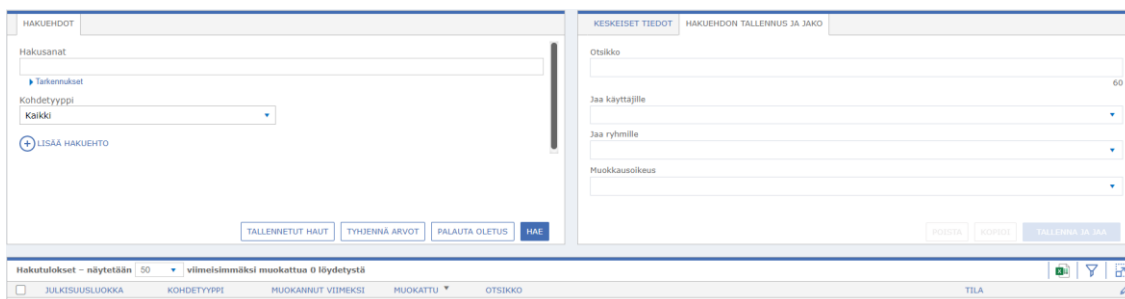 HAKUEHDOT
Hakusanat
Tarkennukset
Kohdetyyppi
Kaikki
LISÄÄ HAKUEHTO
TALLENNETUT HAUT TYHJENNÄ ARVOT PALAUTA OLETUS HAE
KESKEISET TIEDOT HAKUEHDON TALLENNUS JA JAKO
Otsikko
60
Jaa käyttäjille
Jaa ryhmille
Muokkausoikeus
POISTA KOPIOI TALLENNA JA JAA
Hakutulokset – näytetään 50 viimeisimmäksi muokattua 0 löydetystä
JULKISUUSLUOKKA KOHDETYYPPI MUOKANNUT VIIMEKSI MUOKATTU OTSIKKO TILA